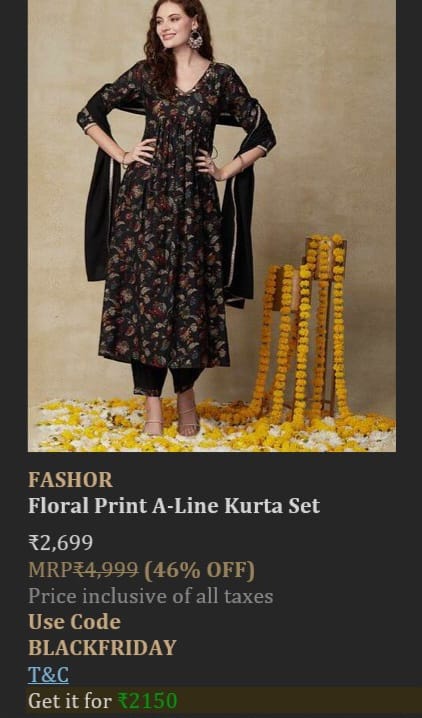 FASHOR
Floral Print A-Line Kurta Set
₹2,699
MRP₹4,999 (46% OFF)
Price inclusive of all taxes
Use Code
BLACKFRIDAY
T&C
Get it for ₹2150